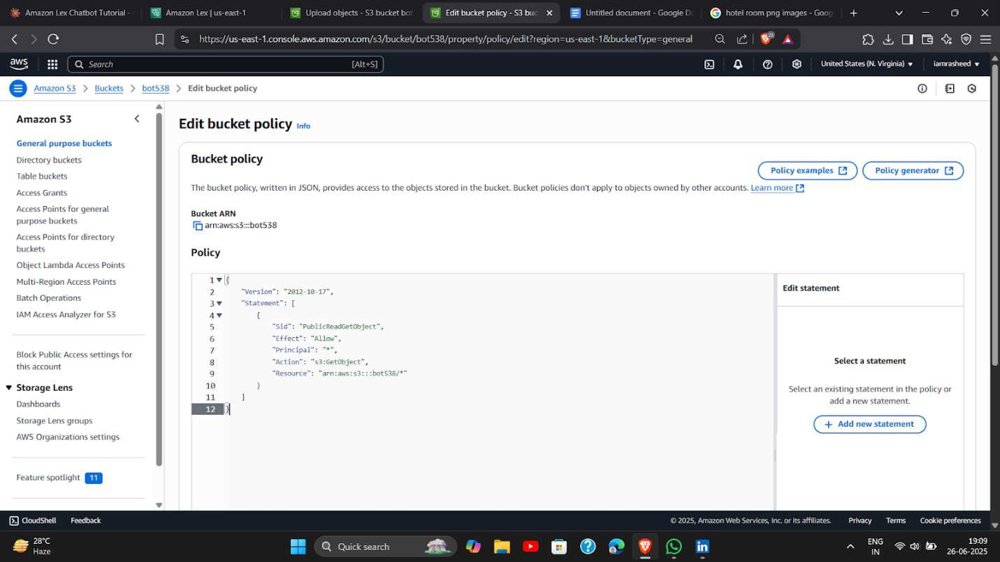 Amazon Lex Chatbot Tutorial -
Amazon Lex | us-east-1
Upload objects - S3 bucket bot
Edit bucket policy - S3 buc
Untitled document - Google Do
hotel room png images - Goog
https://us-east-1.console.aws.amazon.com/s3/bucket/bot538/property/policy/edit?region=us-east-1&bucketType=general
23
aws
Search
[Alt+S]
United States (N. Virginia)
iamrasheed
Amazon S3
Buckets
bot538
Edit bucket policy
Amazon S3
General purpose buckets
Directory buckets
Table buckets
Access Grants
Access Points for general
purpose buckets
Access Points for directory
buckets
Object Lambda Access Points
Multi-Region Access Points
Batch Operations
IAM Access Analyzer for S3
Block Public Access settings for
this account
Storage Lens
Dashboards
Storage Lens groups
AWS Organizations settings
Feature spotlight 11
Edit bucket policy Info
Bucket policy
Policy examples
Policy generator
The bucket policy, written in JSON, provides access to the objects stored in the bucket. Bucket policies don't apply to objects owned by other accounts. Learn more
Bucket ARN
arn:aws:s3:::bot538
Policy
1 {
2 "Version": "2012-10-17",
3 "Statement": [
4 {
5 "Sid": "PublicReadGetObject",
6 "Effect": "Allow",
7 "Principal": "*",
8 "Action": "s3:GetObject",
9 "Resource": "arn:aws:s3:::bot538/*"
10 }
11 ]
12 }
Edit statement
Select a statement
Select an existing statement in the policy or
add a new statement.
+ Add new statement
CloudShell
Feedback
© 2025, Amazon Web Services, Inc. or its affiliates.
Privacy
Terms
Cookie preferences
28°C
Haze
Quick search
ENG
IN
19:09
26-06-2025